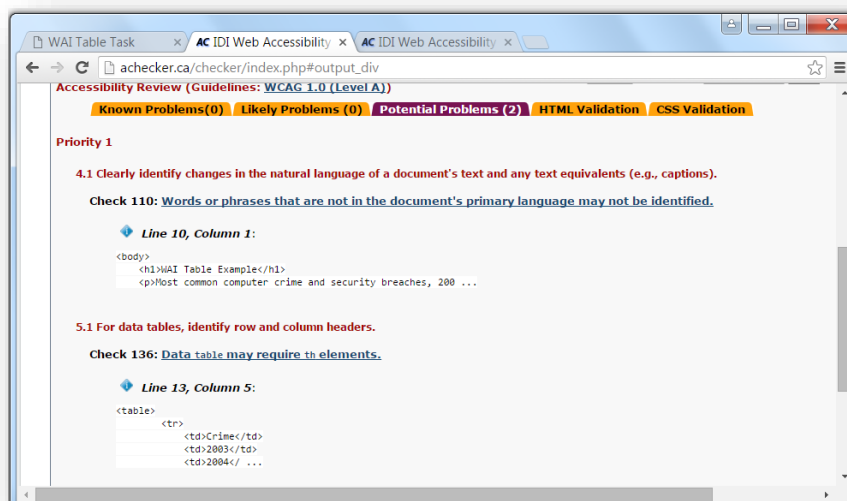 WAI Table Task
AC IDI Web Accessibility
AC IDI Web Accessibility
achecker.ca/checker/index.php#output_div
Accessibility Review (Guidelines: WCAG 1.0 (Level A))
Known Problems(0) Likely Problems (0) Potential Problems (2) HTML Validation CSS Validation
Priority 1
4.1 Clearly identify changes in the natural language of a document's text and any text equivalents (e.g., captions).
Check 110: Words or phrases that are not in the document's primary language may not be identified.
Line 10, Column 1:
<body>
<h1>WAI Table Example</h1>
<p>Most common computer crime and security breaches, 200 ...
5.1 For data tables, identify row and column headers.
Check 136: Data table may require th elements.
Line 13, Column 5:
<table>
<tr>
<td>Crime</td>
<td>2003</td>
<td>2004</ ...